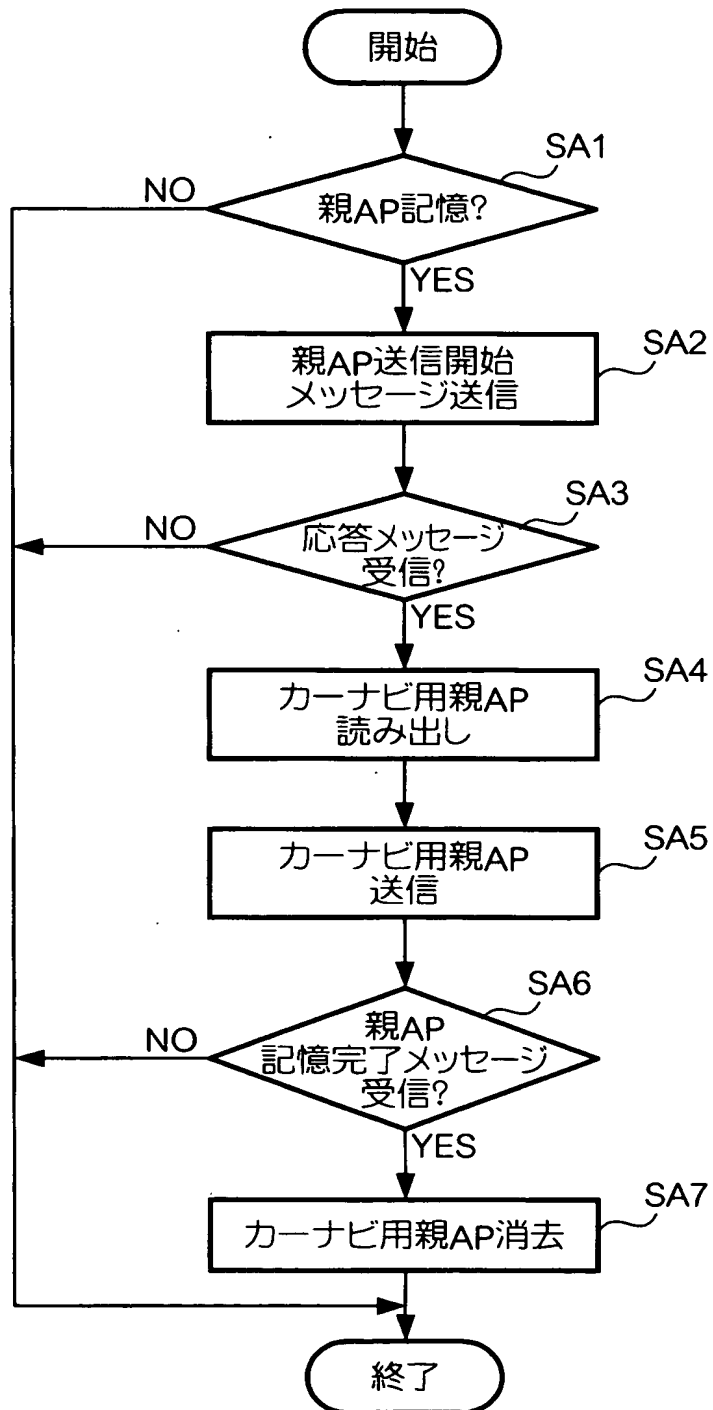 開始
SA1
親AP記憶?
NO
YES
SA2
親AP送信開始
メッセージ送信
SA3
応答メッセージ
受信?
NO
YES
SA4
カーナビ用親AP
読み出し
SA5
カーナビ用親AP
送信
SA6
親AP
記憶完了メッセージ
受信?
NO
YES
SA7
カーナビ用親AP消去
終了